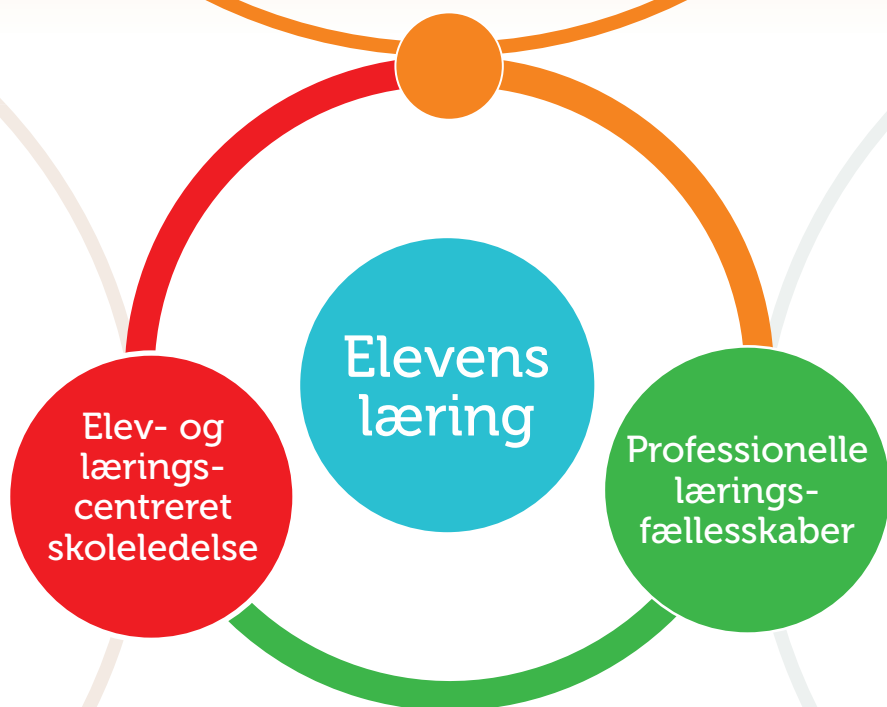 Elevens
læring
Elev- og
lærings-
centreret
skoleledelse
Professionelle
lærings-
fællesskaber